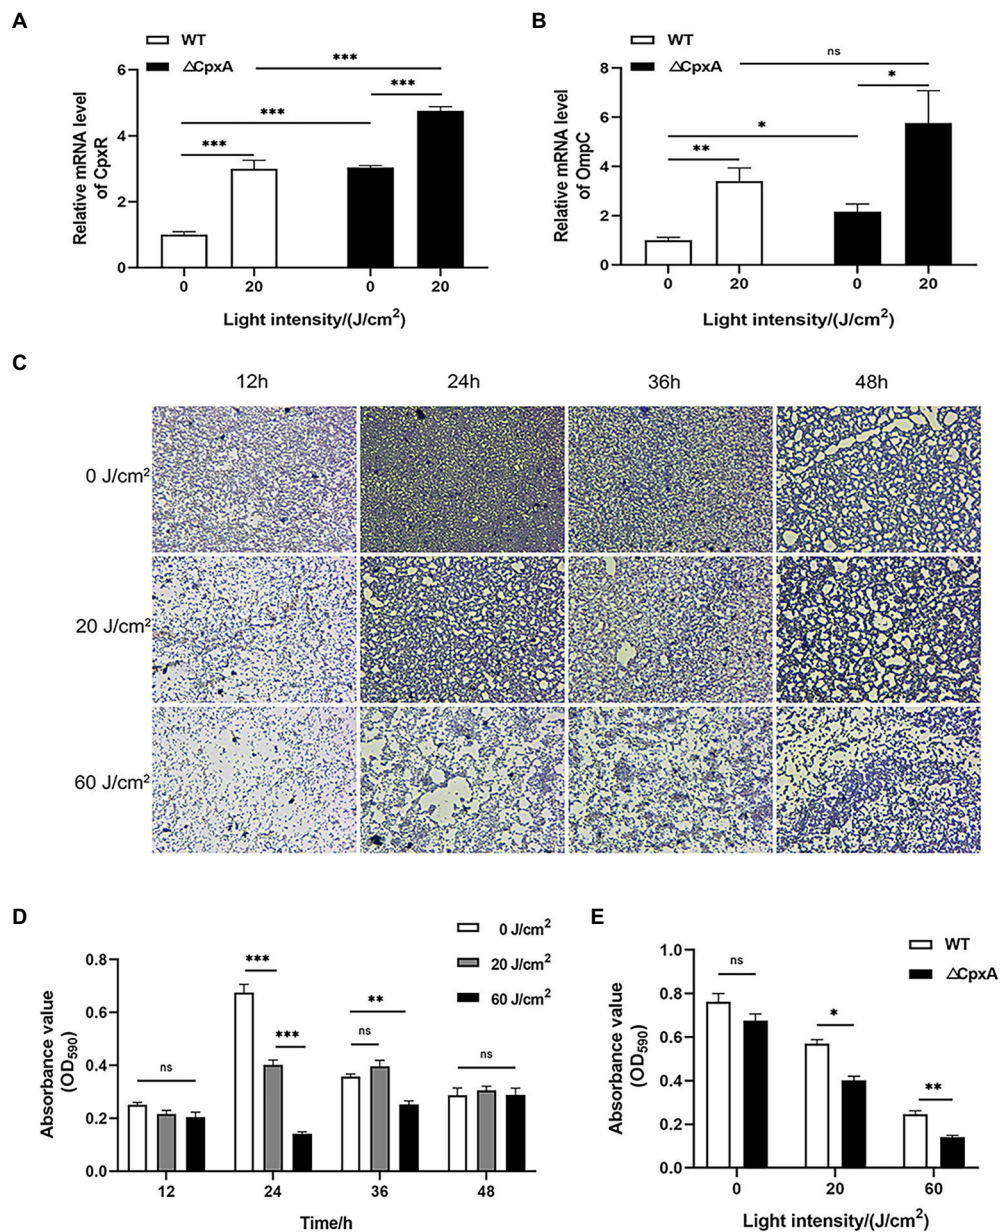 A
WT
△CpxA
Relative mRNA level
of CpxR
6
4
2
0
***
***
***
***
0
20
0
20
Light intensity/(J/cm²)
B
WT
△CpxA
Relative mRNA level
of OmpC
8
6
4
2
0
ns
*
*
**
0
20
0
20
Light intensity/(J/cm²)
C
12h
24h
36h
48h
0 J/cm²
20 J/cm²
60 J/cm²
D
0 J/cm²
20 J/cm²
60 J/cm²
Absorbance value
(OD₅₉₀)
0.8
0.6
0.4
0.2
0.0
ns
***
***
**
ns
ns
12
24
36
48
Time/h
E
WT
△CpxA
Absorbance value
(OD₅₉₀)
1.0
0.8
0.6
0.4
0.2
0.0
ns
*
**
0
20
60
Light intensity/(J/cm²)